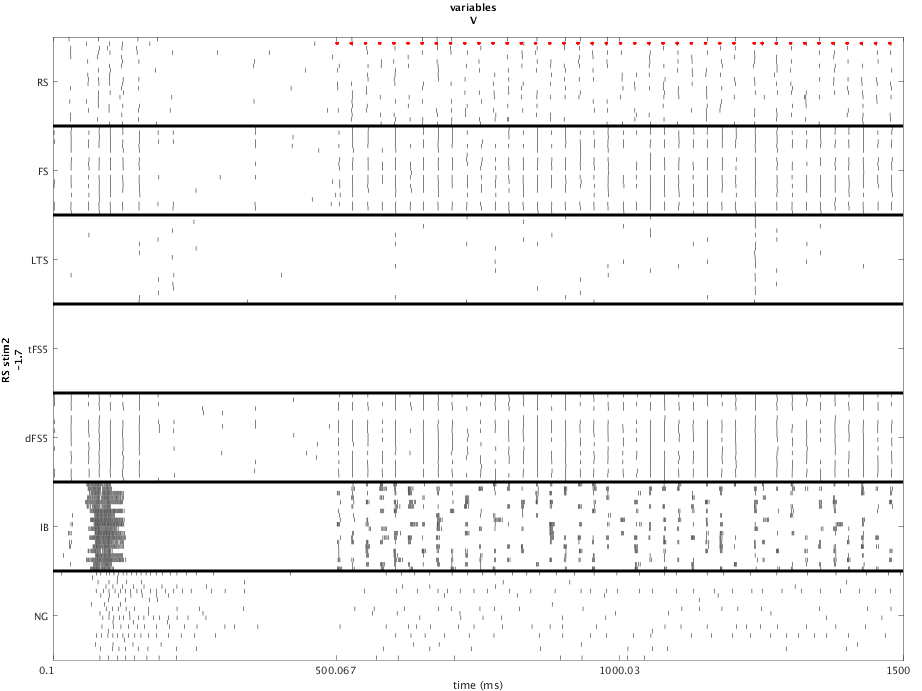 variables
V
RS
FS
LTS
tFS5
dFS5
IB
NG
RS stim2
-1.7
0.1
500.067
1000.03
1500
time (ms)